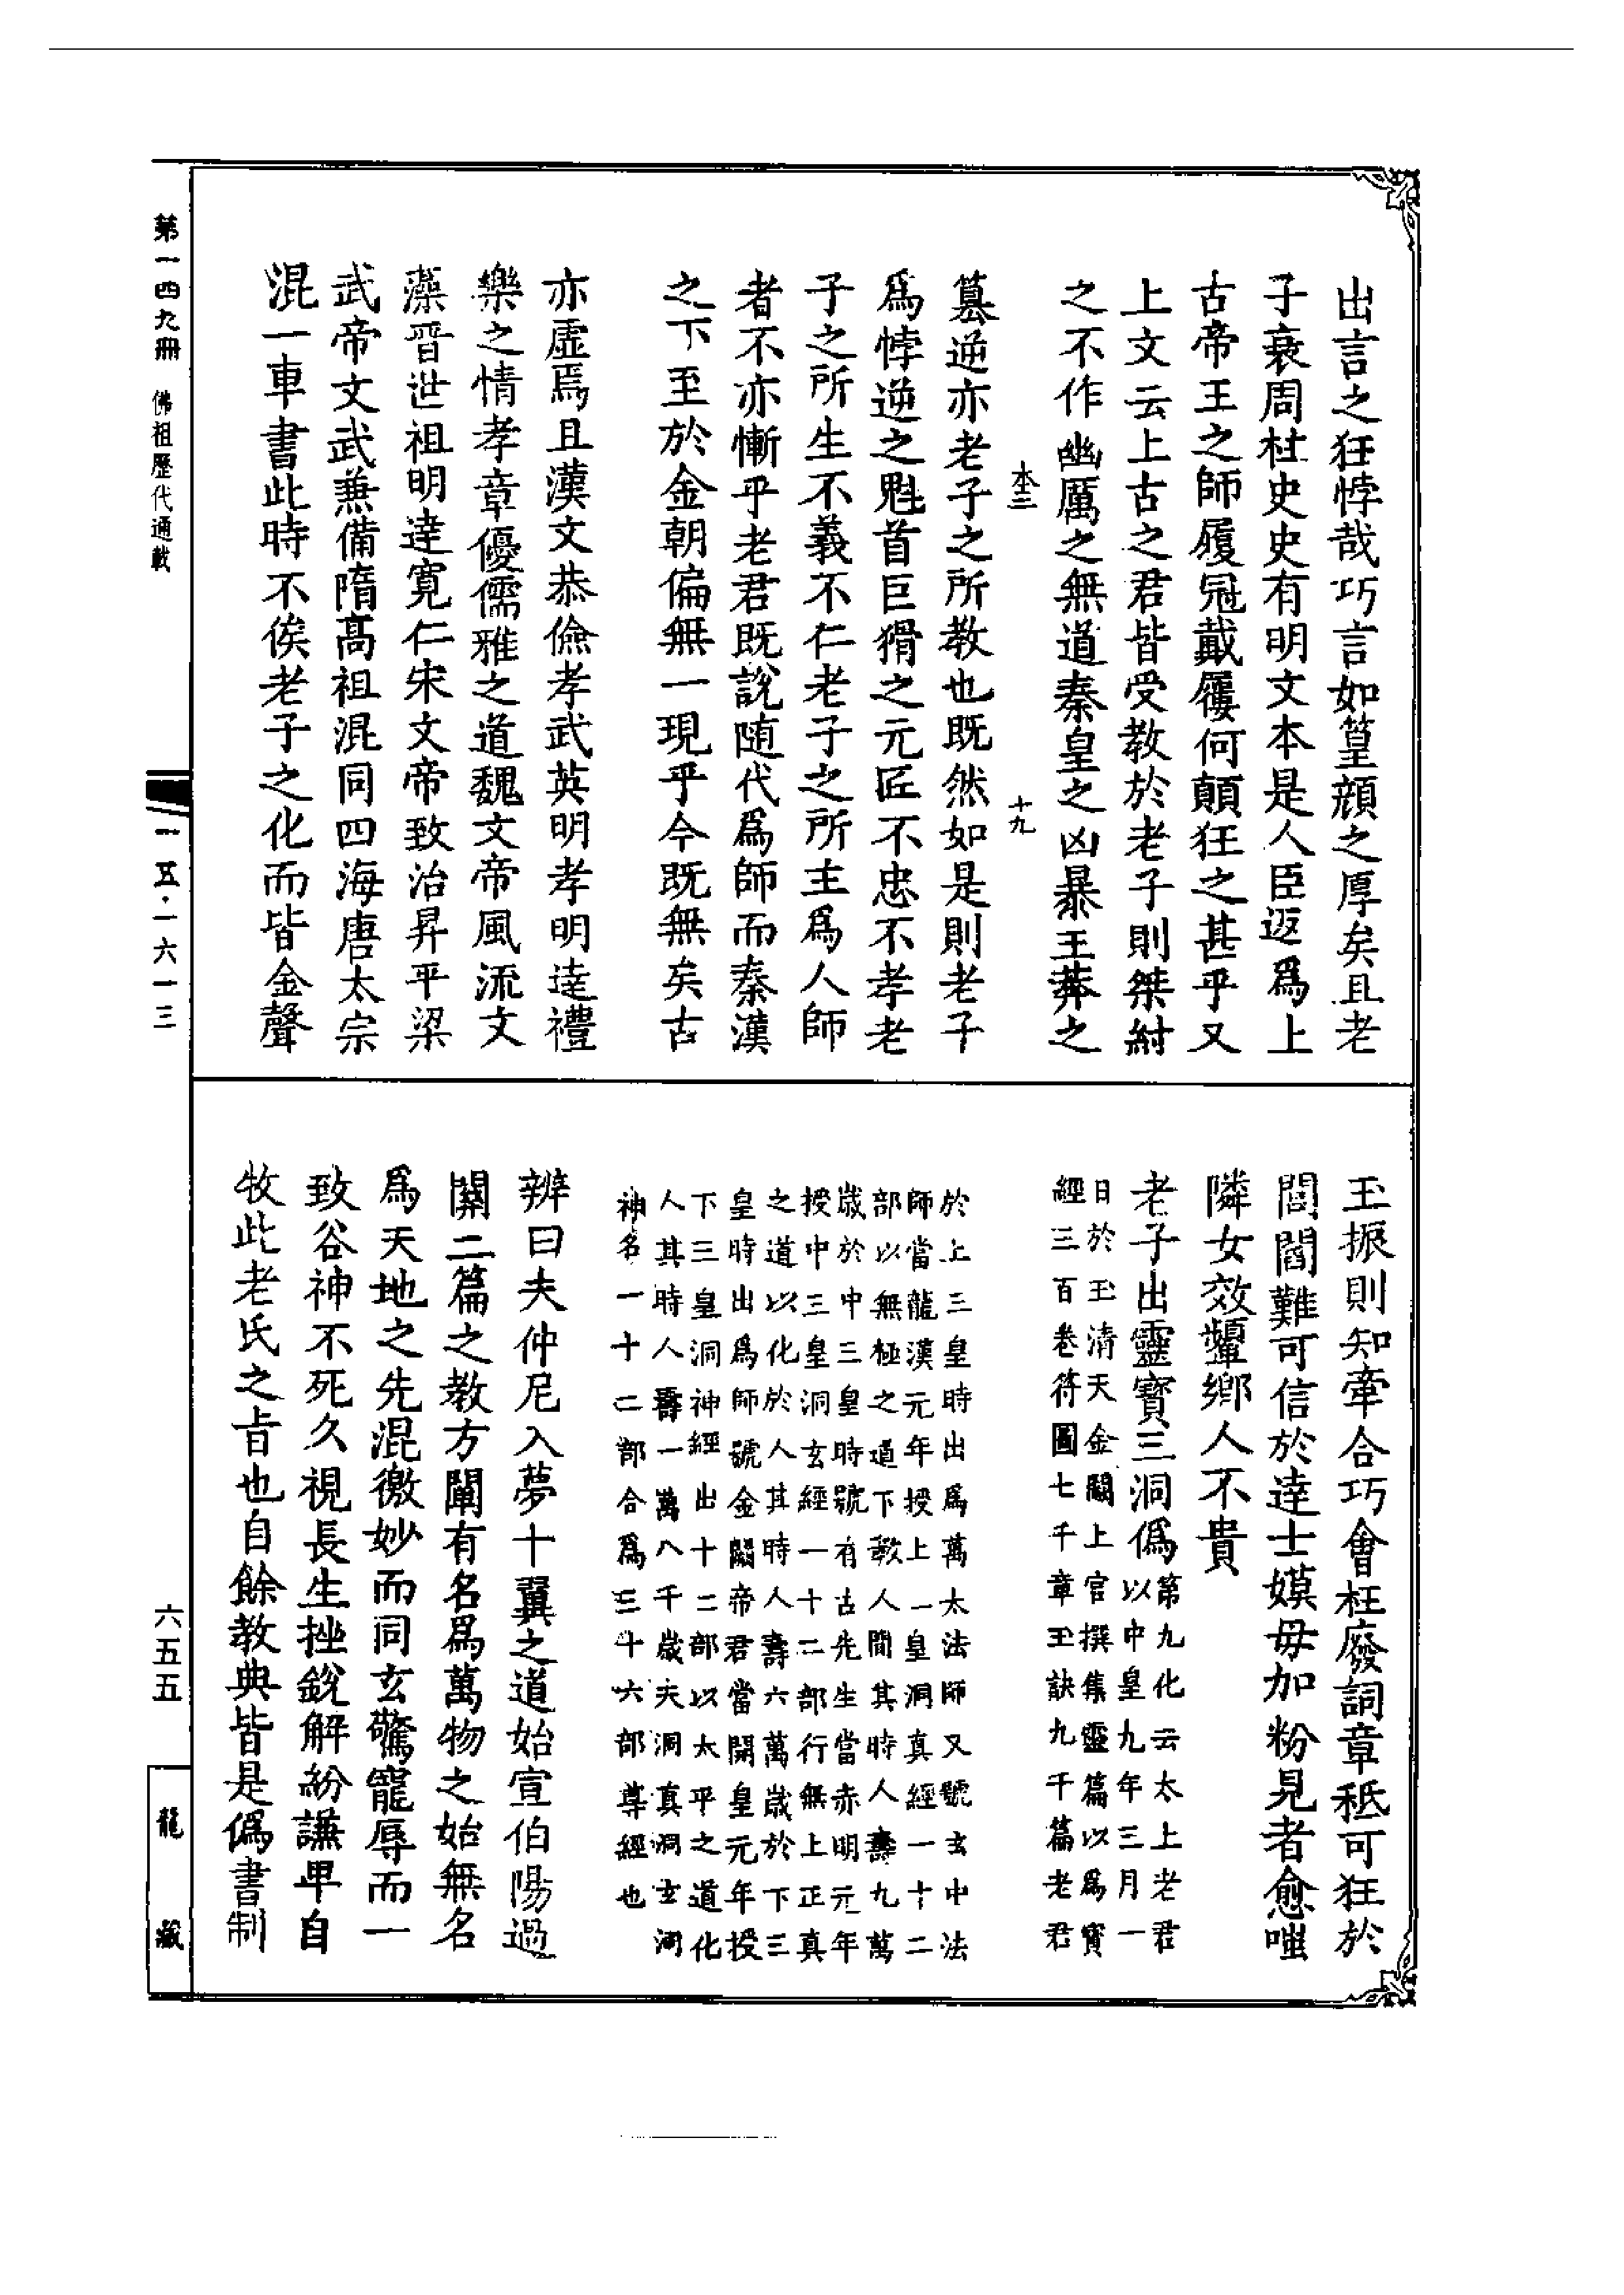 出言之狂悖哉巧言如篁顔之厚矣且老
子衰周柱史史有明文本是人臣返爲上
古帝王之師履冠戴屨何顛狂之甚乎又
上文云上古之君皆受教於老子則桀紂
之不作幽厲之無道秦皇之凶暴王莽之
本三 十九
篡逆亦老子之所教也既然如是則老子
爲悖逆之魁首巨猾之元匠不忠不孝老
子之所生不義不仁老子之所主爲人師
者不亦慚乎老君既說随代爲師而秦漢
之下至於金朝偏無一現乎今既無矣古
亦虛焉且漢文恭儉孝武英明孝明達禮
樂之情孝章優儒雅之道魏文帝風流文
藻晋世祖明達寬仁宋文帝致治昇平梁
武帝文武兼備隋髙祖混同四海唐太宗
混一車書此時不俟老子之化而皆金聲
玉振則知牽合巧會枉廢詞章秪可狂於
閭閻難可信於達士嫫毋加粉見者愈嗤
隣女效顰鄉人不貴
老子出靈寳三洞僞第九化云太上老君
以中皇九年三月一
日於玉清天金闕上官撰集靈篇以爲寳
經三百卷符圖七千章玉訣九千篇老君
於上三皇時出爲萬太法師又號玄中法
師當龍漢元年授上一皇洞真經一十二
部以無極之道下教人間其時人壽九萬
歲於中三皇時號有古先生當赤明元年
授中三皇洞玄經一十二部行無上正真
之道以化於人其時人壽六萬歲於下三
皇時出爲師號金闕帝君當開皇元年授
下三皇洞神經出十二部以太平之道化
人其時人壽一萬八千歲夫洞真洞玄洞
神名一十二部合爲三十六部尊經也
辨曰夫仲尼入夢十翼之道始宣伯陽過
關二篇之教方闡有名爲萬物之始無名
爲天地之先混徼妙而同玄驚寵辱而一
致谷神不死久視長生挫銳解紛謙卑自
牧此老氏之旨也自餘教典皆是僞書制
第一四九冊 佛祖歷代通載
一五·一六一三
六五五
龍藏